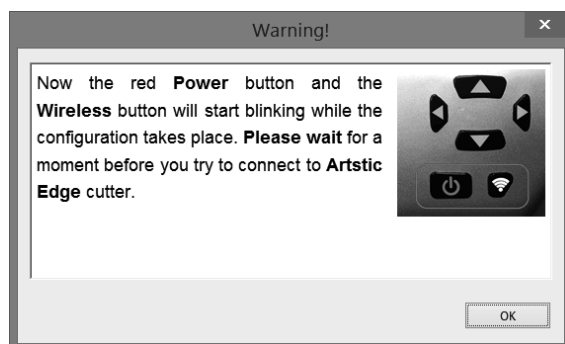 Warning!
Now the red Power button and the
Wireless button will start blinking while the
configuration takes place. Please wait for a
moment before you try to connect to Artstic
Edge cutter.
OK